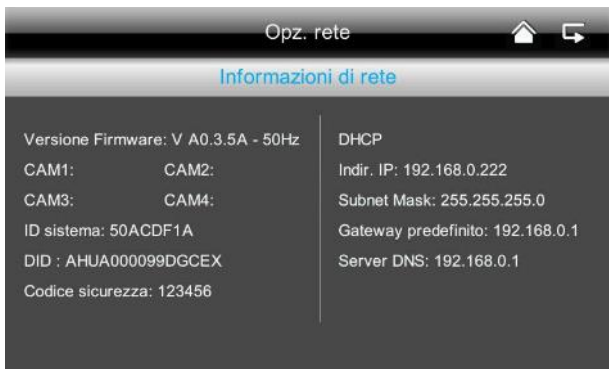 Opz. rete
Informazioni di rete
Versione Firmware: V A0.3.5A - 50Hz
CAM1: CAM2:
CAM3: CAM4:
ID sistema: 50ACDF1A
DID : AHUA000099DGCEX
Codice sicurezza: 123456
DHCP
Indir. IP: 192.168.0.222
Subnet Mask: 255.255.255.0
Gateway predefinito: 192.168.0.1
Server DNS: 192.168.0.1